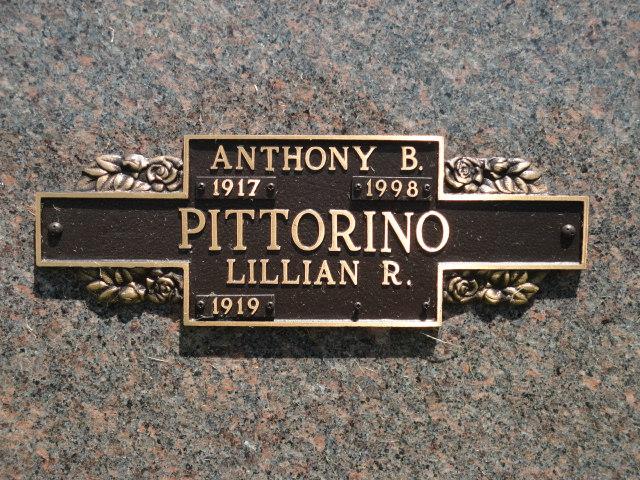 ANTHONY B.
1917 1998
PITTORINO
LILLIAN R.
1919